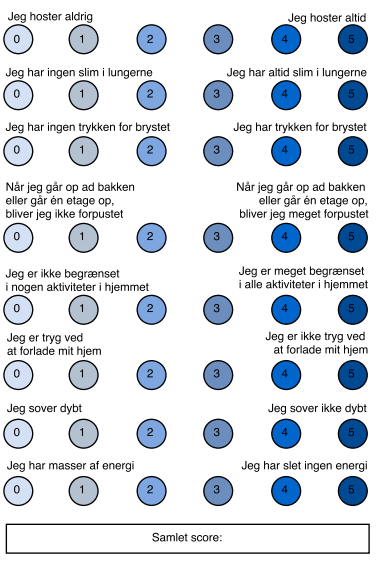 Jeg hoster aldrig Jeg hoster altid
0 1 2 3 4 5
Jeg har ingen slim i lungerne Jeg har altid slim i lungerne
0 1 2 3 4 5
Jeg har ingen trykken for brystet Jeg har trykken for brystet
0 1 2 3 4 5
Når jeg går op ad bakken Når jeg går op ad bakken
eller går én etage op, eller går én etage op,
bliver jeg ikke forpustet bliver jeg meget forpustet
0 1 2 3 4 5
Jeg er ikke begrænset Jeg er meget begrænset
i nogen aktiviteter i hjemmet i alle aktiviteter i hjemmet
0 1 2 3 4 5
Jeg er tryg ved Jeg er ikke tryg ved
at forlade mit hjem at forlade mit hjem
0 1 2 3 4 5
Jeg sover dybt Jeg sover ikke dybt
0 1 2 3 4 5
Jeg har masser af energi Jeg har slet ingen energi
0 1 2 3 4 5
Samlet score: